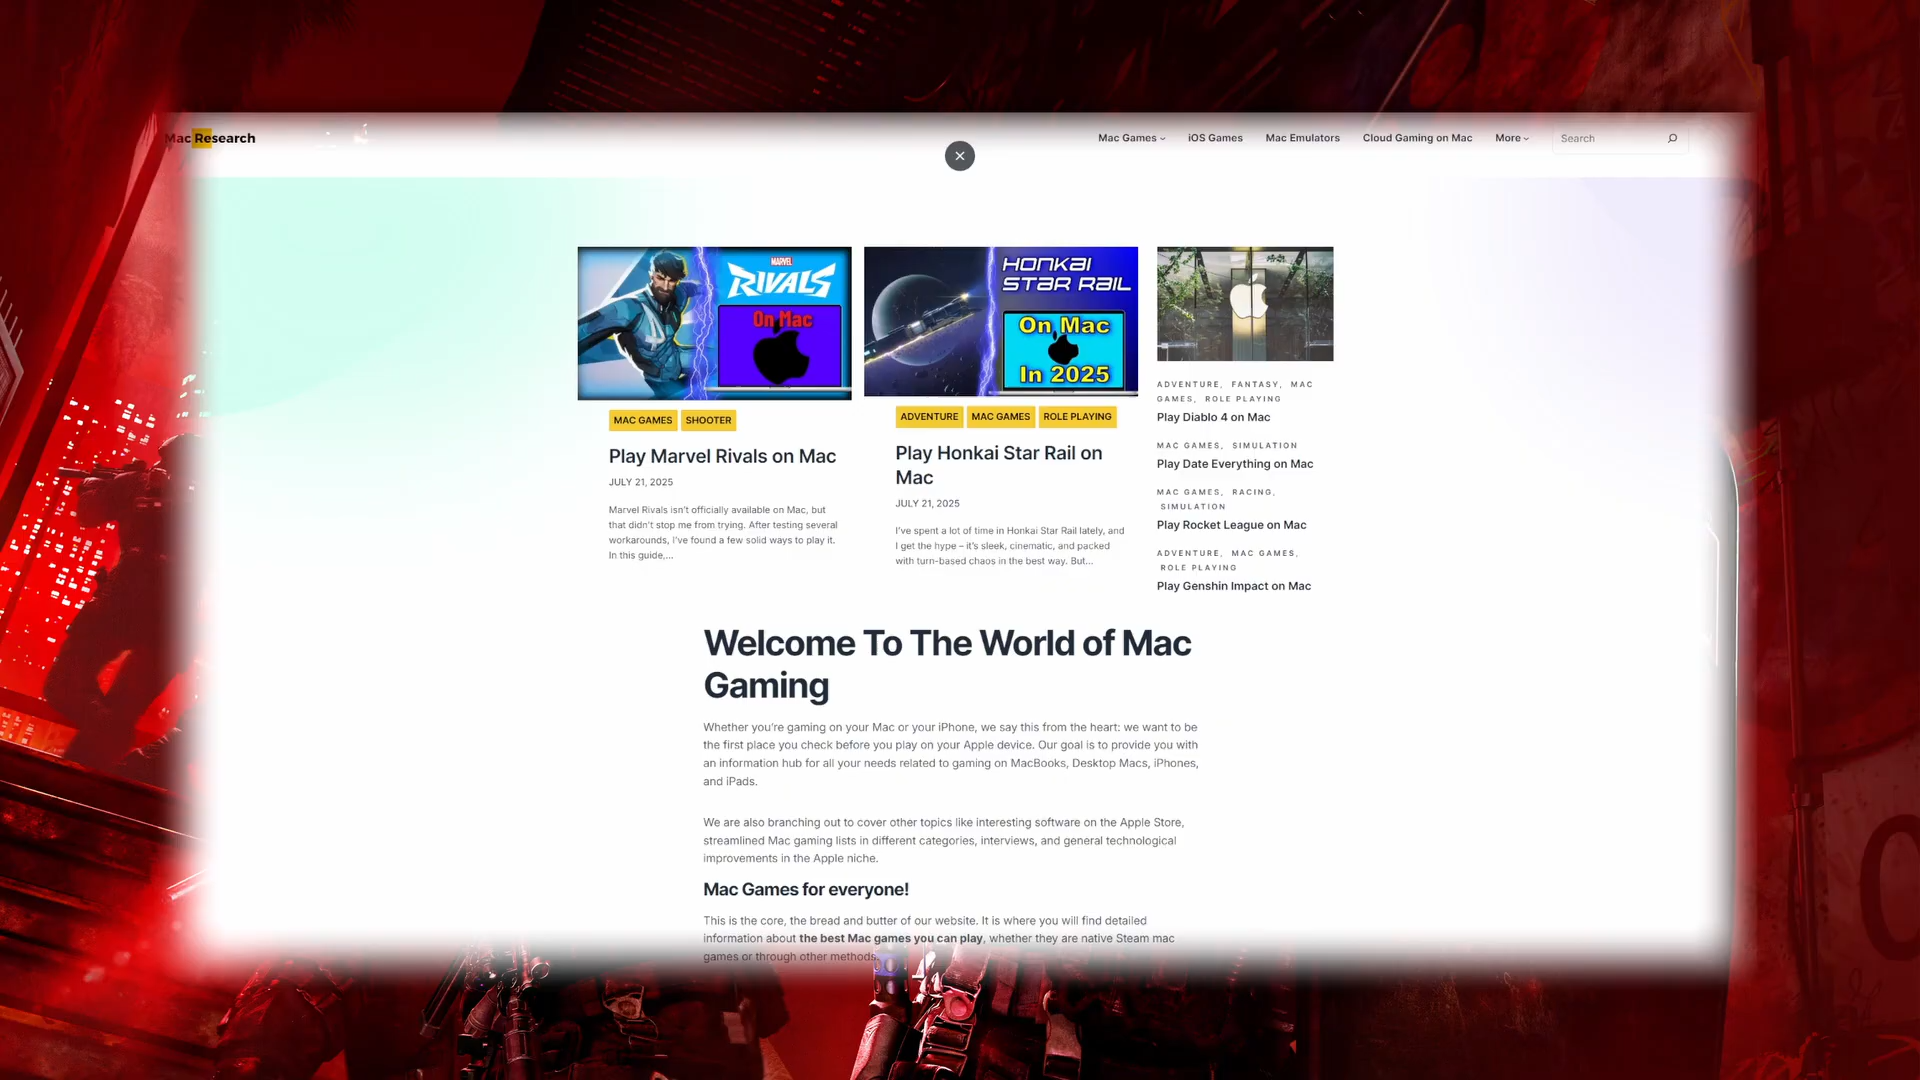 Mac Research
Mac Games
iOS Games
Mac Emulators
Cloud Gaming on Mac
More
Search
MARVEL
RIVALS
On Mac
HONKAI
STAR RAIL
On Mac
In 2025
MAC GAMES
SHOOTER
Play Marvel Rivals on Mac
JULY 21, 2025
Marvel Rivals isn't officially available on Mac, but
that didn't stop me from trying. After testing several
workarounds, I've found a few solid ways to play it.
In this guide,...
ADVENTURE
MAC GAMES
ROLE PLAYING
Play Honkai Star Rail on
Mac
JULY 21, 2025
I've spent a lot of time in Honkai Star Rail lately, and
I get the hype – it's sleek, cinematic, and packed
with turn-based chaos in the best way. But...
ADVENTURE, FANTASY, MAC
GAMES, ROLE PLAYING
Play Diablo 4 on Mac
MAC GAMES, SIMULATION
Play Date Everything on Mac
MAC GAMES, RACING,
SIMULATION
Play Rocket League on Mac
ADVENTURE, MAC GAMES,
ROLE PLAYING
Play Genshin Impact on Mac
Welcome To The World of Mac
Gaming
Whether you're gaming on your Mac or your iPhone, we say this from the heart: we want to be
the first place you check before you play on your Apple device. Our goal is to provide you with
an information hub for all your needs related to gaming on MacBooks, Desktop Macs, iPhones,
and iPads.
We are also branching out to cover other topics like interesting software on the Apple Store,
streamlined Mac gaming lists in different categories, interviews, and general technological
improvements in the Apple niche.
Mac Games for everyone!
This is the core, the bread and butter of our website. It is where you will find detailed
information about the best Mac games you can play, whether they are native Steam mac
games or through other methods.